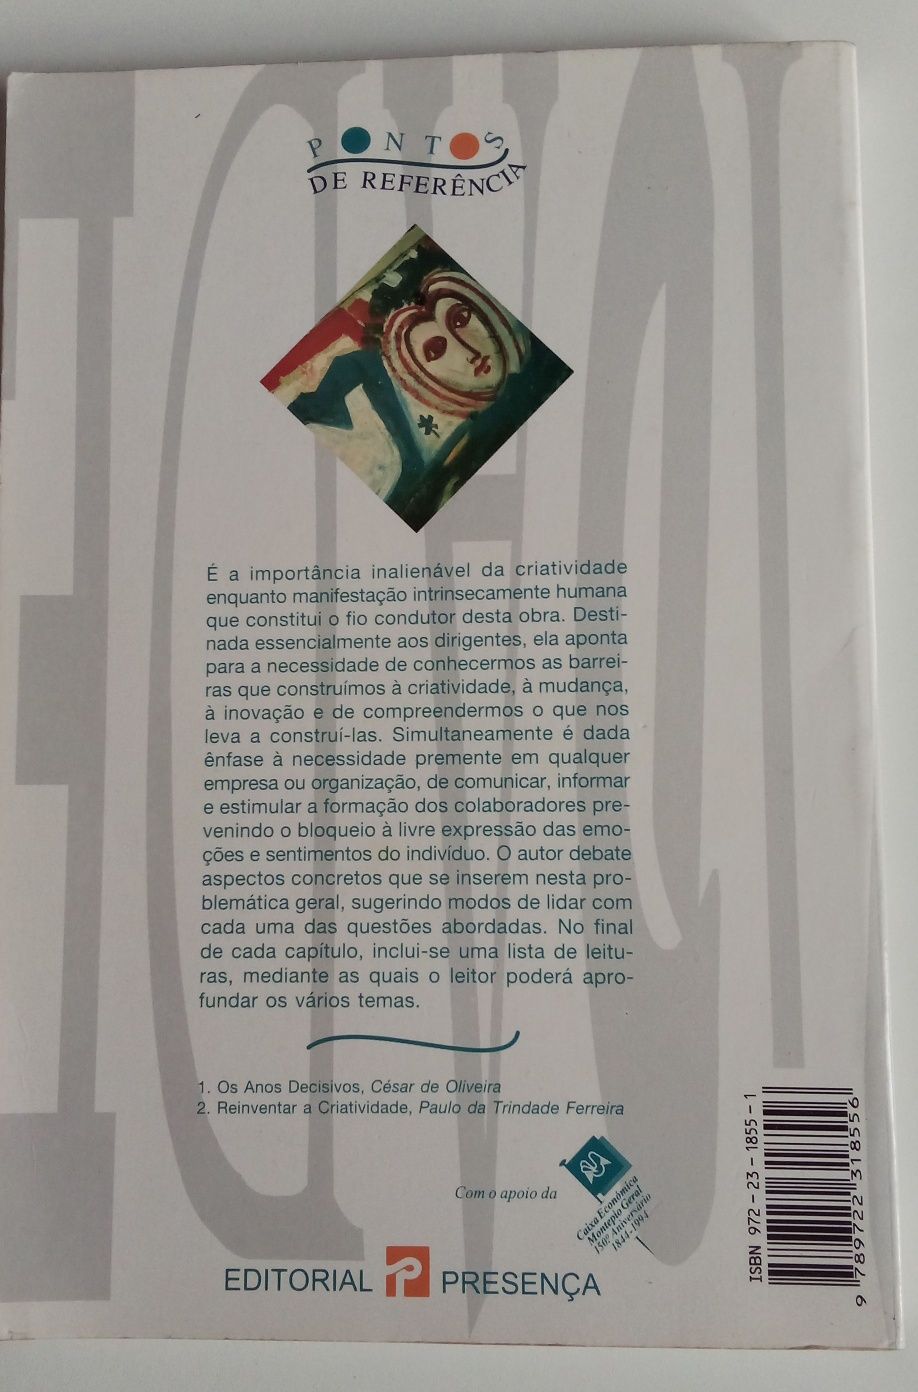 PONTOS
DE REFERÊNCIA
É a importância inalienável da criatividade
enquanto manifestação intrinsecamente humana
que constitui o fio condutor desta obra. Desti-
nada essencialmente aos dirigentes, ela aponta
para a necessidade de conhecermos as barrei-
ras que construímos à criatividade, à mudança,
à inovação e de compreendermos o que nos
leva a construí-las. Simultaneamente é dada
ênfase à necessidade premente em qualquer
empresa ou organização, de comunicar, informar
e estimular a formação dos colaboradores pre-
venindo o bloqueio à livre expressão das emo-
ções e sentimentos do indivíduo. O autor debate
aspectos concretos que se inserem nesta pro-
blemática geral, sugerindo modos de lidar com
cada uma das questões abordadas. No final
de cada capítulo, inclui-se uma lista de leitu-
ras, mediante as quais o leitor poderá apro-
fundar os vários temas.
1. Os Anos Decisivos, César de Oliveira
2. Reinventar a Criatividade, Paulo da Trindade Ferreira
Com o apoio da
Caixa Económica
Montepio Geral
150º Aniversário
1844-1994
EDITORIAL PRESENÇA
ISBN 972-23-1855-1
9 789722 318556